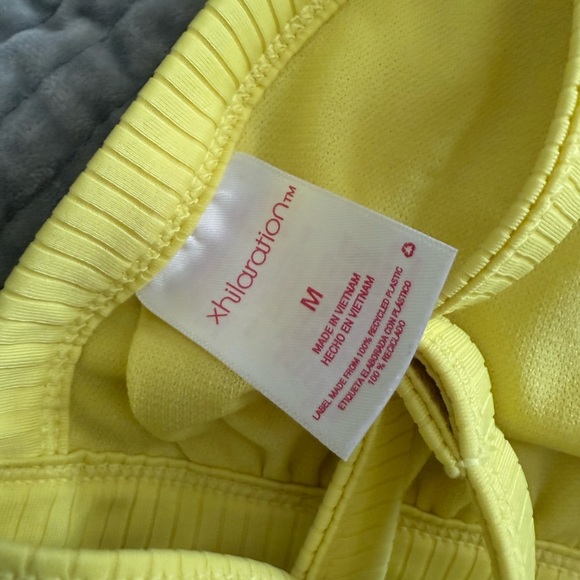 xhilaration™
M
MADE IN VIETNAM
HECHO EN VIETNAM
LABEL MADE FROM 100% RECYCLED PLASTIC
ETIQUETA ELABORADA CON PLÁSTICO
100 % RECICLADO